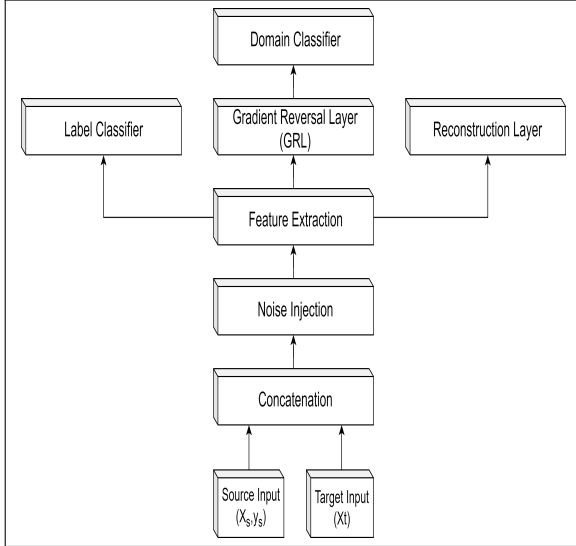 Domain Classifier
Label Classifier
Gradient Reversal Layer
(GRL)
Reconstruction Layer
Feature Extraction
Noise Injection
Concatenation
Source Input
(Xs,ys)
Target Input
(Xt)